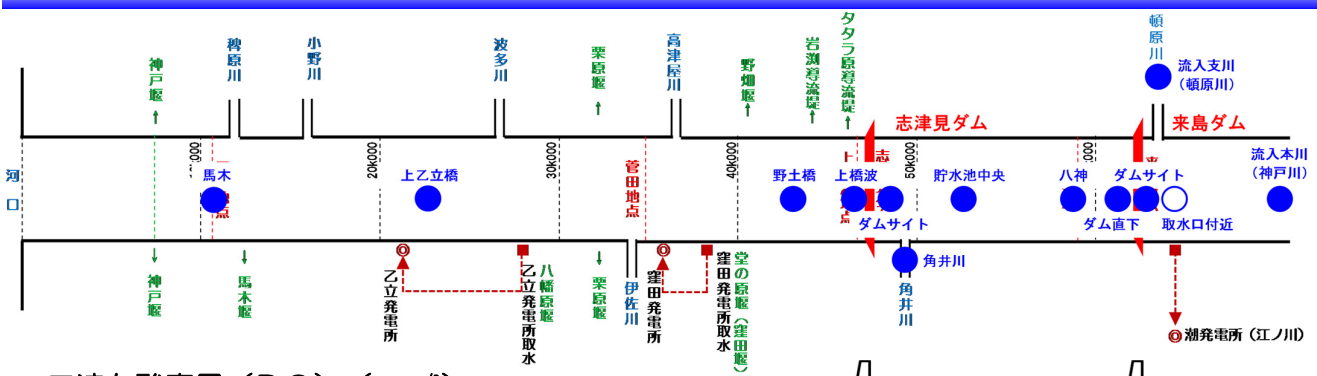 頓原川
タタラ原導流堤
高津屋川
稗原川
小野川
波多川
栗原堰
岩渕導流堤
神戸堰
野畑堰
流入支川
（頓原川）
志津見ダム
来島ダム
流入本川
（神戸川）
20K000
30K000
40K000
50K000
河口
馬木
上乙立橋
菅田地点
野土橋
上橋波
貯水池中央
八神
ダムサイト
ダムサイト
ダム直下
取水口付近
角井川
神戸堰
馬木堰
乙立発電所
乙立発電所取水
八幡原堰
栗原堰
伊佐川
窪田発電所
窪田発電所取水
堂の原堰（窪田堰）
角井川
潮発電所（江ノ川）